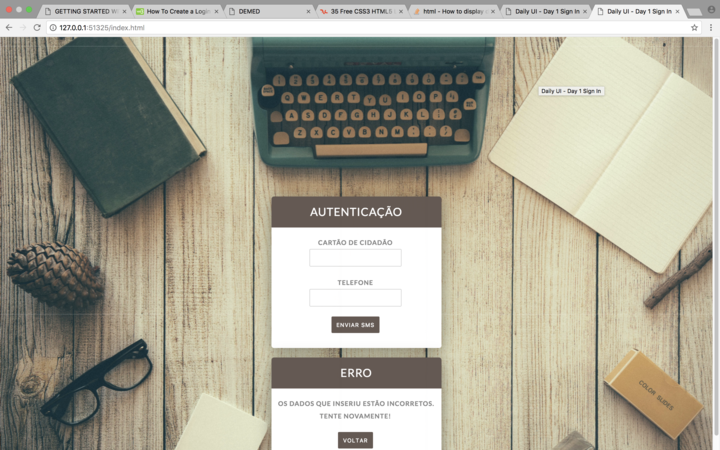 GETTING STARTED W
How To Create a Login
DEMED
35 Free CSS3 HTML5
html - How to display
Daily UI - Day 1 Sign In
Daily UI - Day 1 Sign In
127.0.0.1:51325/index.html
Daily UI - Day 1 Sign In
Q W E R T Y U I O P
A S D F G H J K L
Z X C V B N M
AUTENTICAÇÃO
CARTÃO DE CIDADÃO
TELEFONE
ENVIAR SMS
COLOR SLIDES
ERRO
OS DADOS QUE INSERIU ESTÃO INCORRETOS.
TENTE NOVAMENTE!
VOLTAR